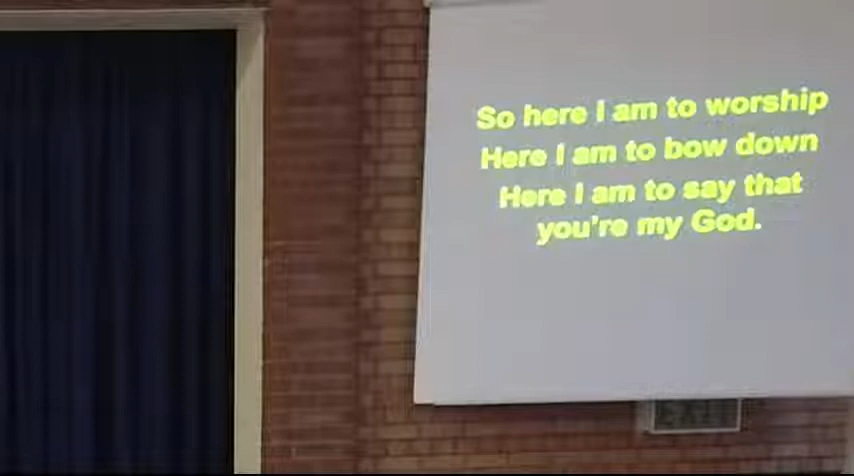 So here I am to worship
Here I am to bow down
Here I am to say that
you're my God.